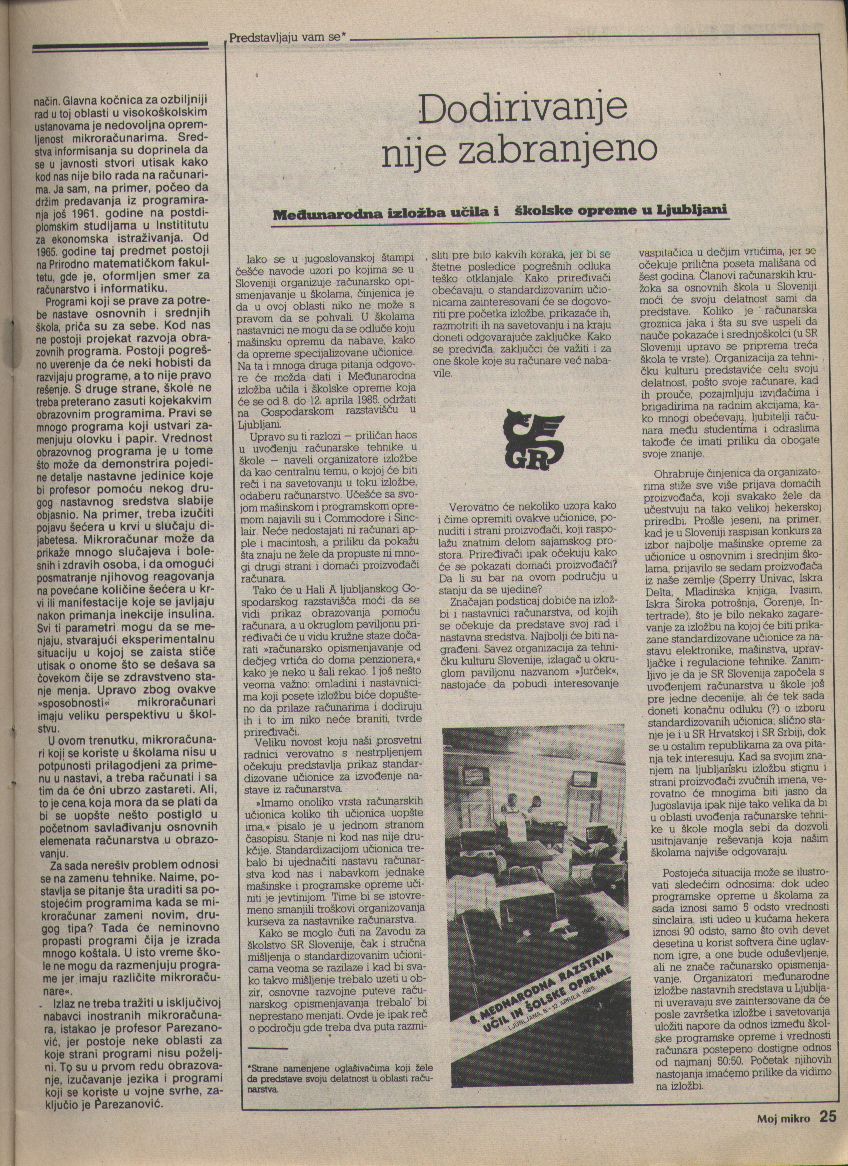 način. Glavna kočnica za ozbiljniji
rad u toj oblasti u visokoškolskim
ustanovama je nedovoljna oprem-
ljenost mikroračunarima. Sred-
stva informisanja su doprinela da
se u javnosti stvori utisak kako
kod nas nije bilo rada na računari-
ma. Ja sam, na primer, počeo da
držim predavanja iz programira-
nja još 1961. godine na postdi-
plomskim studijama u Instititutu
za ekonomska istraživanja. Od
1965. godine taj predmet postoji
na Prirodno matematičkom fakul-
tetu, gde je, oformljen smer za
računarstvo i informatiku.
Programi koji se prave za potre-
be nastave osnovnih i srednjih
škola, priča su za sebe. Kod nas
ne postoji projekat razvoja obra-
zovnih programa. Postoji pogreš-
no uverenje da će neki hobisti da
razvijaju programe, a to nije pravo
rešenje. S druge strane, škole ne
treba preterano zasuti kojekakvim
obrazovnim programima. Pravi se
mnogo programa koji ustvari za-
menjuju olovku i papir. Vrednost
obrazovnog programa je u tome
što može da demonstrira pojedi-
ne detalje nastavne jedinice koje
bi profesor pomoću nekog dru-
gog nastavnog sredstva slabije
objasnio. Na primer, treba izučiti
pojavu šećera u krvi u slučaju di-
jabetesa. Mikroračunar može da
prikaže mnogo slučajeva i bole-
snih i zdravih osoba, i da omogući
posmatranje njihovog reagovanja
na povećane količine šećera u kr-
vi ili manifestacije koje se javljaju
nakon primanja inekcije insulina.
Svi ti parametri mogu da se me-
njaju, stvarajući eksperimentalnu
situaciju u kojoj se zaista stiče
utisak o onome što se dešava sa
čovekom čije se zdravstveno sta-
nje menja. Upravo zbog ovakve
»sposobnosti« mikroračunari
imaju veliku perspektivu u škol-
stvu.
U ovom trenutku, mikroračuna-
ri koji se koriste u školama nisu u
potpunosti prilagođeni za prime-
nu u nastavi, a treba računati i sa
tim da će oni ubrzo zastareti. Ali,
to je cena koja mora da se plati da
bi se uopšte nešto postiglo u
početnom savlađivanju osnovnih
elemenata računarstva u obrazo-
vanju.
Za sada nerešiv problem odnosi
se na zamenu tehnike. Naime, po-
stavlja se pitanje šta uraditi sa po-
stojećim programima kada se mi-
kroračunar zameni novim, dru-
gog tipa? Tada će neminovno
propasti programi čija je izrada
mnogo koštala. U isto vreme ško-
le ne mogu da razmenjuju progra-
me jer imaju različite mikroraču-
nare«.
Izlaz ne treba tražiti u isključivoj
nabavci inostranih mikroračuna-
ra, istakao je profesor Parezano-
vić, jer postoje neke oblasti za
koje strani programi nisu poželj-
ni. To su u prvom redu obrazova-
nje, izučavanje jezika i programi
koji se koriste u vojne svrhe, za-
ključio je Parezanović.
Predstavljaju vam se*
Dodirivanje
nije zabranjeno
Međunarodna izložba učila i školske opreme u Ljubljani
Iako se u jugoslovanskoj štampi
češće navode uzori po kojima se u
Sloveniji organizuje računarsko opi-
smenjavanje u školama, činjenica je
da u ovoj oblasti niko ne može s
pravom da se pohvali. U školama
nastavnici ne mogu da se odluče koju
mašinsku opremu da nabave, kako
da opreme specijalizovane učionice.
Na ta i mnoga druga pitanja odgovo-
re će možda dati i Međunarodna
izložba učila i školske opreme koja
će se od 8. do 12. aprila 1985. održati
na Gospodarskom razstavišču u
Ljubljani.
Upravo su ti razlozi – priličan haos
u uvođenju računarske tehnike u
škole – naveli organizatore izložbe
da kao centralnu temu, o kojoj će biti
reči i na savetovanju u toku izložbe,
odaberu računarstvo. Učešće sa svo-
jom mašinskom i programskom opre-
mom najavili su i Commodore i Sinc-
lair. Neće nedostajati ni računari ap-
ple i macintosh, a priliku da pokažu
šta znaju ne žele da propuste ni mno-
gi drugi strani i domaći proizvođači
računara.
Tako će u Hali A ljubljanskog Go-
spodarskog razstavišča moći da se
vidi prikaz obrazovanja pomoću
računara, a u okruglom paviljonu pri-
ređivači će u vidu kružne staze doča-
rati »računarsko opismenjavanje od
dečjeg vrtića do doma penzionera,«
kako je neko u šali rekao. I još nešto
veoma važno: omladini i nastavnici-
ma koji posete izložbu biće dopušte-
no da prilaze računarima i dodiruju
ih i to im niko neće braniti, tvrde
priređivači.
Veliku novost koju naši prosvetni
radnici verovatno s nestrpljenjem
očekuju predstavlja prikaz standar-
dizovane učionice za izvođenje na-
stave iz računarstva.
»Imamo onoliko vrsta računarskih
učionica koliko tih učionica uopšte
ima,« pisalo je u jednom stranom
časopisu. Stanje ni kod nas nije dru-
kčije. Standardizacijom učionica tre-
balo bi ujednačiti nastavu računar-
stva kod nas i nabavkom jednake
mašinske i programske opreme uči-
niti je jevtinijom. Time bi se istovre-
meno smanjili troškovi organizovanja
kurseva za nastavnike računarstva.
Kako se moglo čuti na Zavodu za
školstvo SR Slovenije, čak i stručna
mišljenja o standardizovanim učioni-
cama veoma se razilaze i kad bi sva-
ko takvo mišljenje trebalo uzeti u ob-
zir, osnovne razvojne puteve raču-
narskog opismenjavanja trebalo bi
neprestano menjati. Ovde je ipak reč
o području gde treba dva puta razmi-
*Strane namenjene oglašivačima koji žele
da predstave svoju delatnost u oblasti raču-
narstva.
sliti pre bilo kakvih koraka, jer bi se
štetne posledice pogrešnih odluka
teško otklanjale. Kako priređivači
obećavaju, o standardizovanim učio-
nicama zainteresovani će se dogovo-
riti pre početka izložbe, prikazaće ih,
razmotriti ih na savetovanju i na kraju
doneti odgovarajuće zaključke. Kako
se predviđa, zaključci će važiti i za
one škole koje su računare već naba-
vile.
GR
Verovatno će nekoliko uzora kako
i čime opremiti ovakve učionice, po-
nuditi i strani proizvođači, koji raspo-
lažu znatnim delom sajamskog pro-
stora. Priređivači ipak očekuju kako
će se pokazati domaći proizvođači?
Da li su bar na ovom području u
stanju da se ujedine?
Značajan podsticaj dobiće na izlož-
bi i nastavnici računarstva, od kojih
se očekuje da predstave svoj rad i
nastavna sredstva. Najbolji će biti na-
građeni. Savez organizacija za tehni-
čku kulturu Slovenije, izlagač u okru-
glom paviljonu nazvanom »Jurček«,
nastojaće da pobudi interesovanje
8. MEDNARODNA RAZSTAVA
UČIL IN ŠOLSKE OPREME
LJUBLJANA, 8.-12. APRILA 1985
vaspitačica u dečjim vrtićima, jer se
očekuje prilična poseta mališana od
šest godina. Članovi računarskih kru-
žoka sa osnovnih škola u Sloveniji
moći će svoju delatnost sami da
predstave. Koliko je računarska
groznica jaka i šta su sve uspeli da
nauče pokazaće i srednjoškolci (u SR
Sloveniji upravo se priprema treća
škola te vrste). Organizacija za tehni-
čku kulturu predstaviće celu svoju
delatnost, pošto svoje računare, kad
ih prouče, pozajmljuju izviđačima i
brigadirima na radnim akcijama, ka-
ko mnogi obećevaju, ljubitelji raču-
nara među studentima i odraslima
takođe će imati priliku da obogate
svoje znanje.
Ohrabruje činjenica da organizato-
rima stiže sve više prijava domaćih
proizvođača, koji svakako žele da
učestvuju na tako velikoj hekerskoj
priredbi. Prošle jeseni, na primer,
kad je u Sloveniji raspisan konkurs za
izbor najbolje mašinske opreme za
učionice u osnovnim i srednjim ško-
lama, prijavilo se sedam proizvođača
iz naše zemlje (Sperry Univac, Iskra
Delta, Mladinska knjiga, Ivasim,
Iskra Široka potrošnja, Gorenje, In-
tertrade), što je bilo nekako zagare-
vanje za izložbu na kojoj će biti prika-
zane standardizovane učionice za na-
stavu elektronike, mašinstva, uprav-
ljačke i regulacione tehnike. Zanim-
ljivo je da je SR Slovenija započela s
uvođenjem računarstva u škole još
pre jedne decenije, ali će tek sada
doneti konačnu odluku (?) o izboru
standardizovanih učionica, slično sta-
nje je i u SR Hrvatskoj i SR Srbiji, dok
se u ostalim republikama za ova pita-
nja tek interesuju. Kad sa svojim zna-
njem na ljubljanšku izložbu stignu i
strani proizvođači zvučnih imena, ve-
rovatno će mnogima biti jasno da
Jugoslavija ipak nije tako velika da bi
u oblasti uvođenja računarske tehni-
ke u škole mogla sebi da dozvoli
usitnjavanje reševanja koja našim
školama najviše odgovaraju.
Postojeća situacija može se ilustro-
vati sledećim odnosima: dok udeo
programske opreme u školama za
sada iznosi samo 5 odsto vrednosti
sinclaira, isti udeo u kućama hekera
iznosi 90 odsto, samo što ovih devet
desetina u korist softvera čine uglav-
nom igre, a one bude oduševljenje,
ali ne znače računarsko opismenja-
vanje. Organizatori međunarodne
izložbe nastavnih sredstava u Ljublja-
ni uveravaju sve zaintersovane da će
posle završetka izložbe i savetovanja
uložiti napore da odnos između škol-
ske programske opreme i vrednosti
računara postepeno dostigne odnos
od najmanj 50:50. Početak njihovih
nastojanja imaćemo prilike da vidimo
na izložbi.
Moj mikro 25